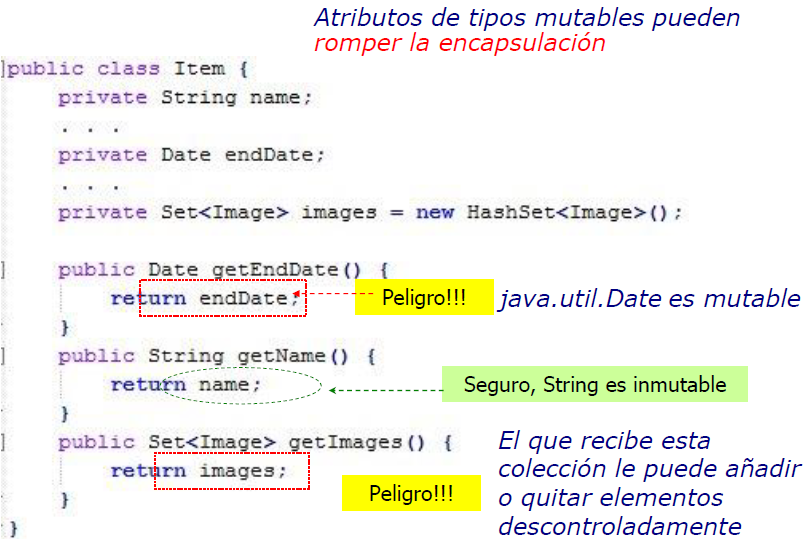 Atributos de tipos mutables pueden
romper la encapsulación
public class Item {
private String name;
. . .
private Date endDate;
. . .
private Set<Image> images = new HashSet<Image>();
public Date getEndDate() {
return endDate;
Peligro!!!
java.util.Date es mutable
}
public String getName() {
return name;
Seguro, String es inmutable
}
public Set<Image> getImages() {
return images;
Peligro!!!
}
}
El que recibe esta
colección le puede añadir
o quitar elementos
descontroladamente